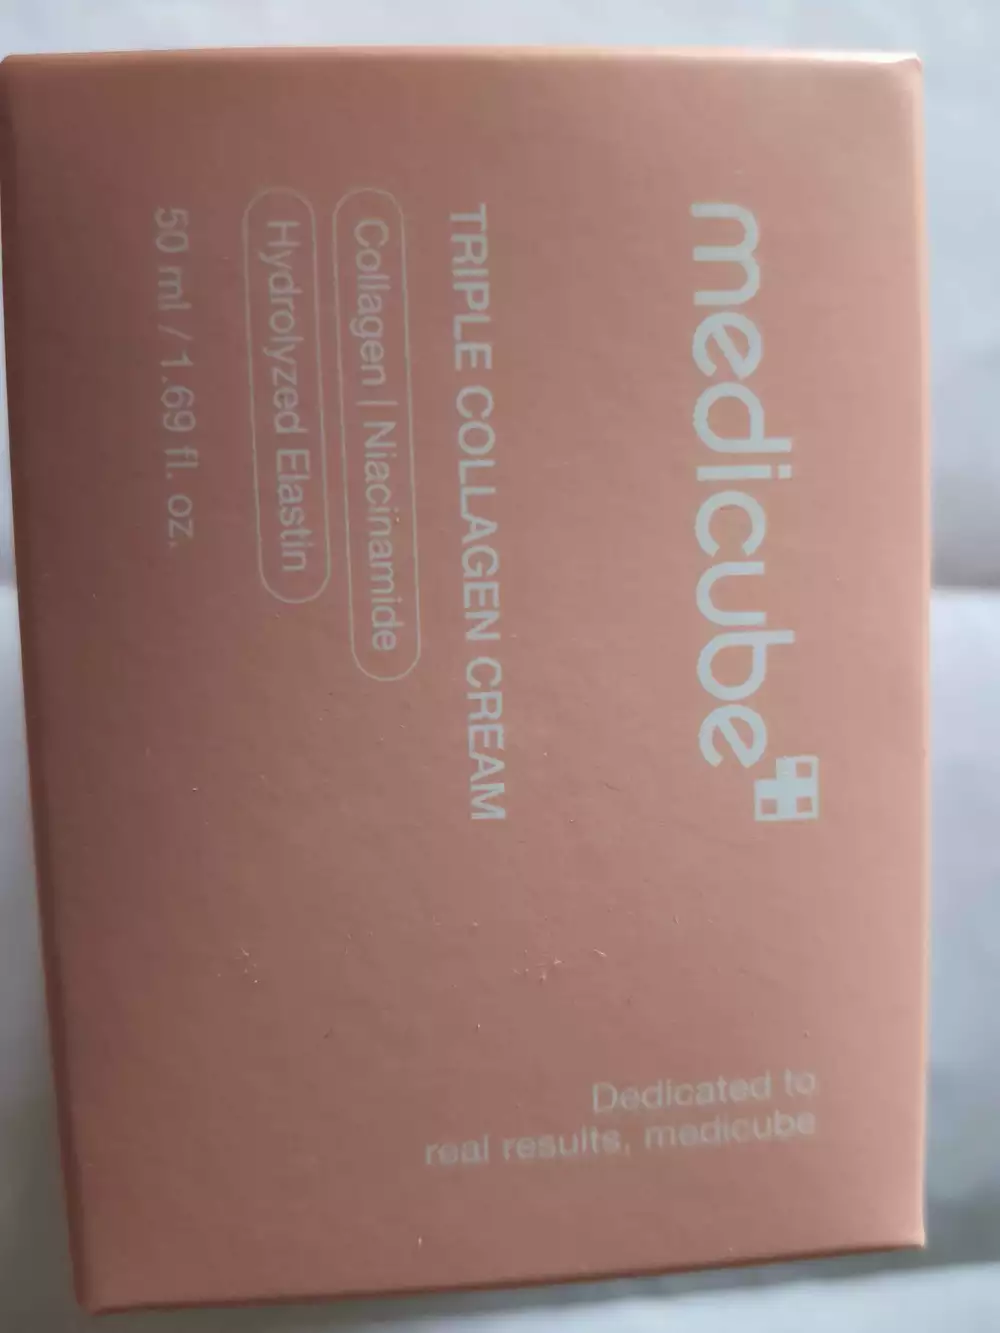 medicube
TRIPLE COLLAGEN CREAM
Collagen | Niacinamide
Hydrolyzed Elastin
50 ml / 1.69 fl. oz.
Dedicated to
real results, medicube